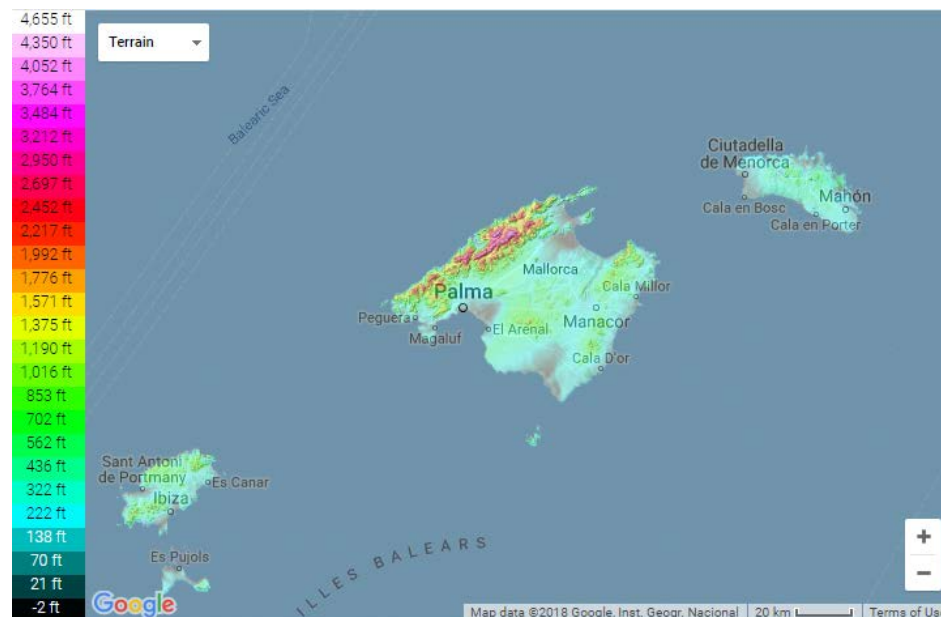 4,655 ft
4,350 ft
4,052 ft
3,764 ft
3,484 ft
3,212 ft
2,950 ft
2,697 ft
2,452 ft
2,217 ft
1,992 ft
1,776 ft
1,571 ft
1,375 ft
1,190 ft
1,016 ft
853 ft
702 ft
562 ft
436 ft
322 ft
222 ft
138 ft
70 ft
21 ft
-2 ft
Terrain
Balearic Sea
Ciutadella
de Menorca
Mahón
Cala en Bosc
Cala en Porter
Mallorca
Palma
Cala Millor
Peguera
Magaluf
El Arenal
Manacor
Cala D'or
Sant Antoni
de Portmany
Es Canar
Ibiza
Es Pujols
ILLES BALEARS
+
−
Google
Map data ©2018 Google, Inst. Geogr. Nacional
20 km
Terms of Use